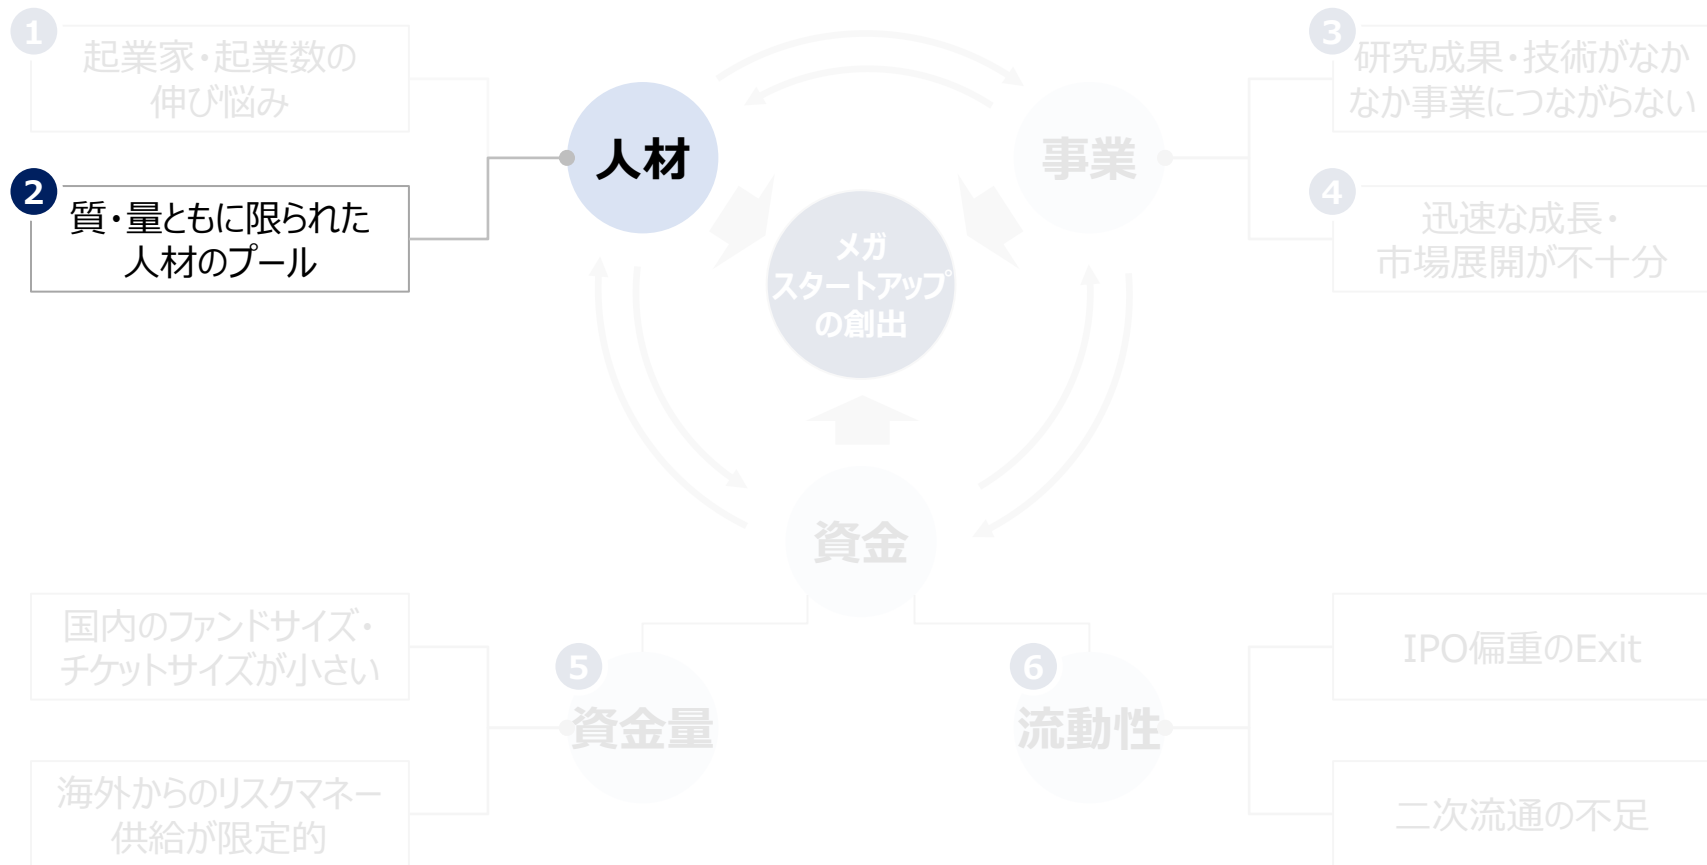 1
起業家・起業数の
伸び悩み
2
質・量ともに限られた
人材のプール
人材
事業
3
研究成果・技術がなか
なか事業につながらない
4
迅速な成長・
市場展開が不十分
メガ
スタートアップ
の創出
資金
国内のファンドサイズ・
チケットサイズが小さい
海外からのリスクマネー
供給が限定的
5
資金量
6
流動性
IPO偏重のExit
二次流通の不足